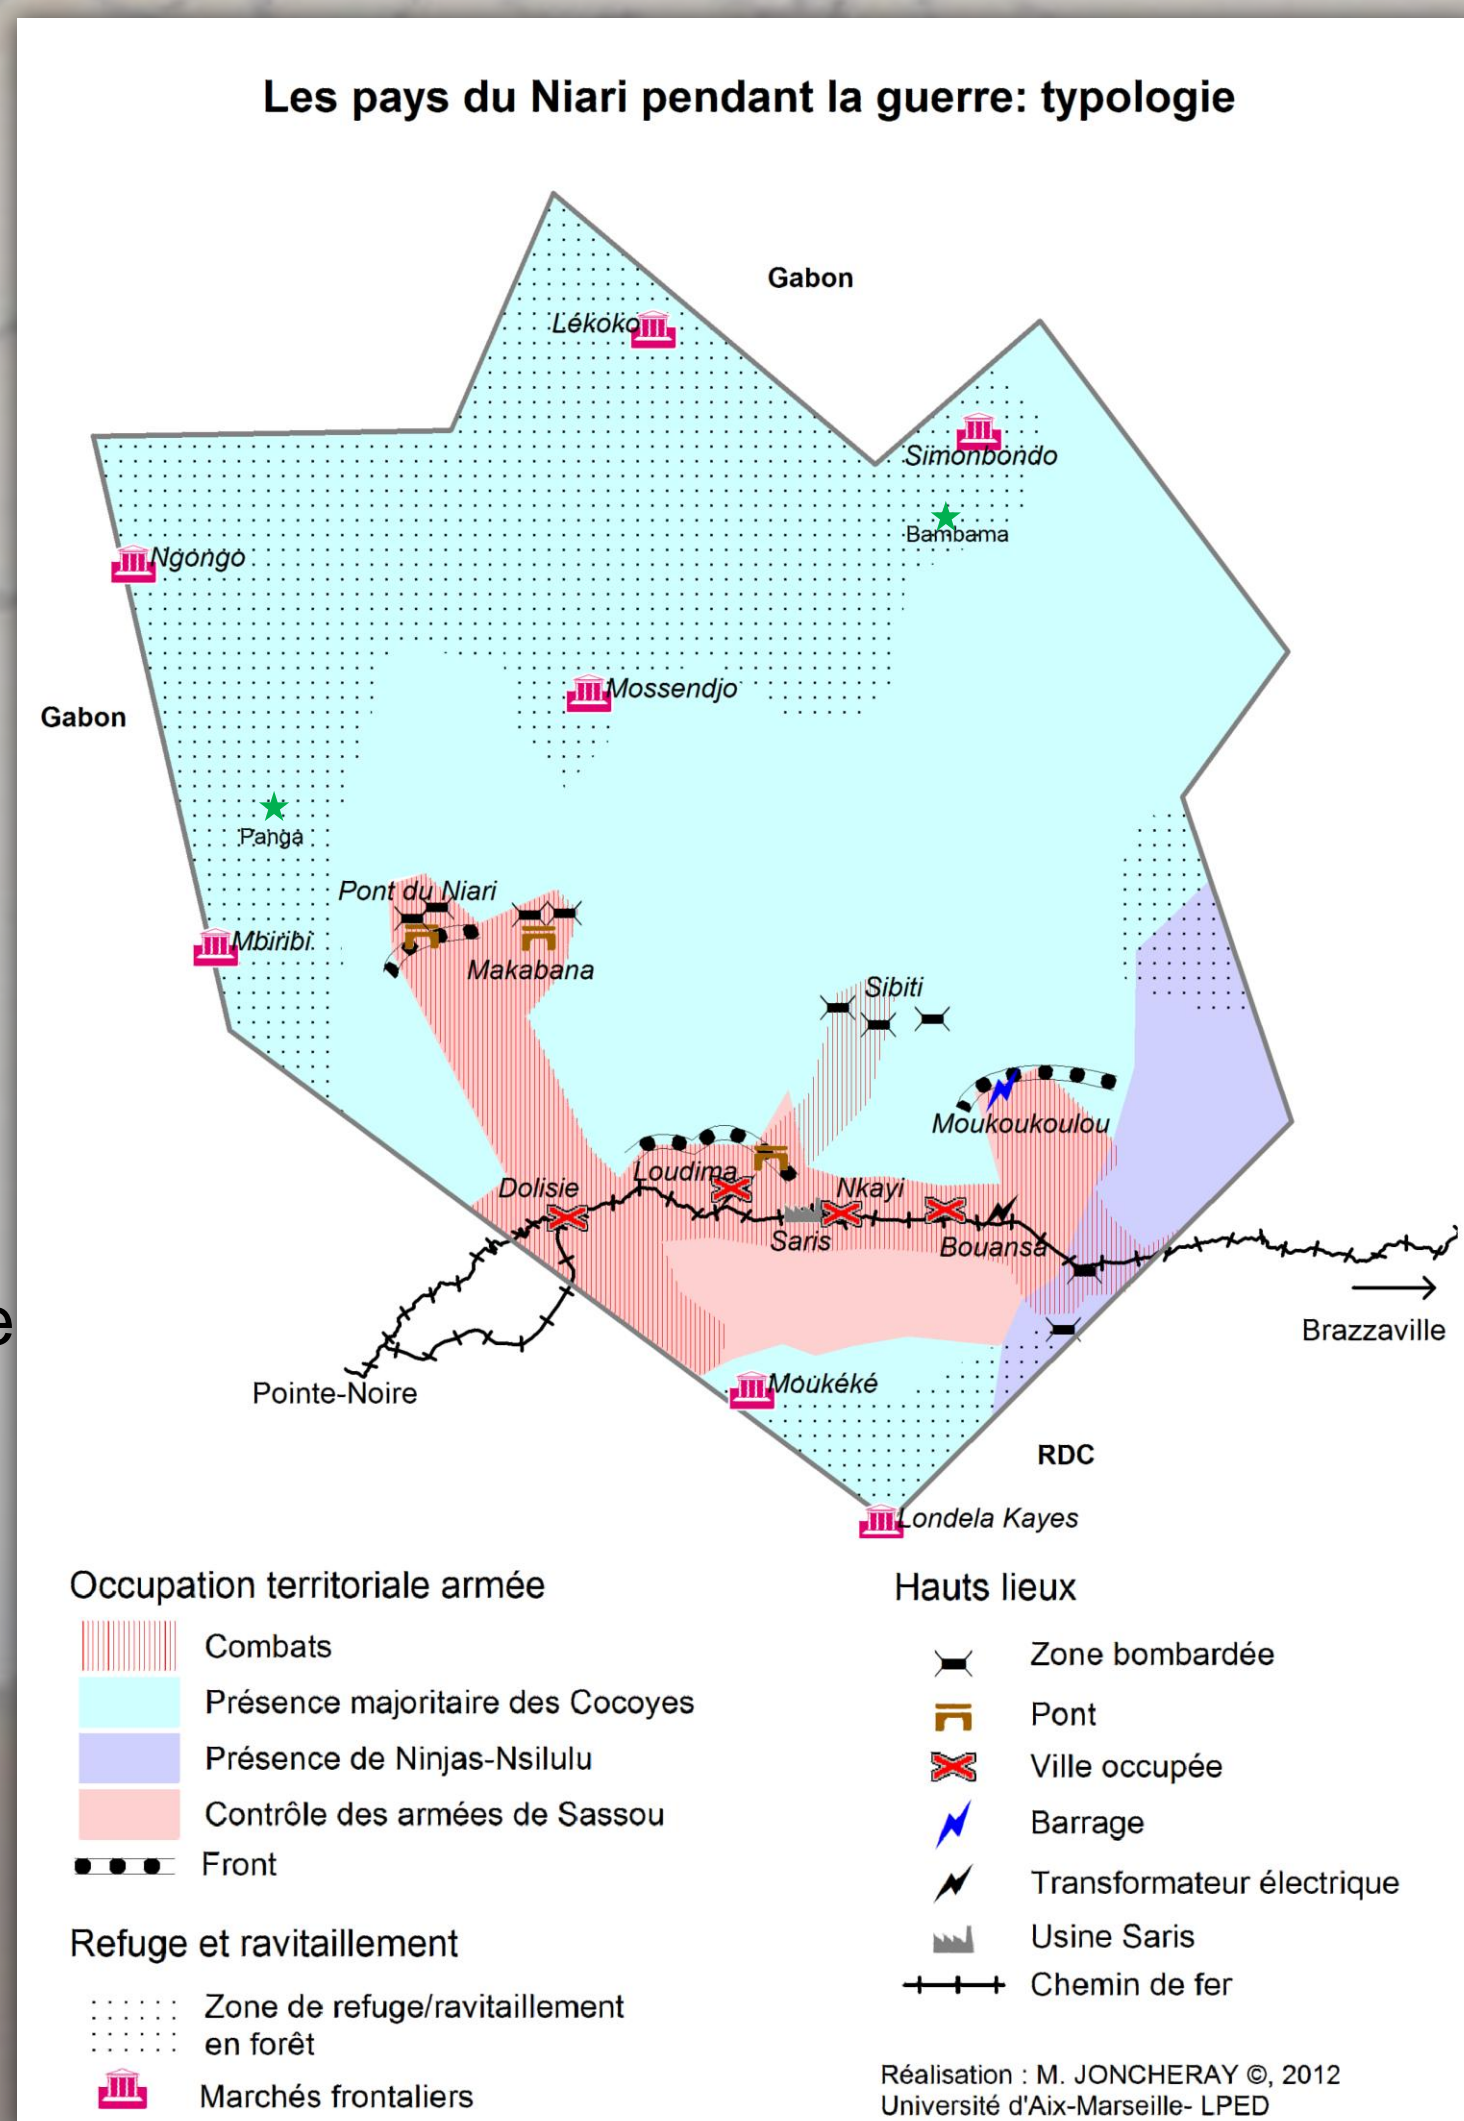 Les pays du Niari pendant la guerre: typologie
Gabon
Lékoko
Simonbondo
Bambama
Ngongo
Mossendjo
Gabon
Panga
Pont du Niari
Mbiribi
Makabana
Sibiti
Moukoukoulou
Loudima
Dolisie
Nkayi
Saris
Bouansa
e
Brazzaville
Pointe-Noire
Moukéké
RDC
Londela Kayes
Occupation territoriale armée
Combats
Présence majoritaire des Cocoyes
Présence de Ninjas-Nsilulu
Contrôle des armées de Sassou
Front
Refuge et ravitaillement
Zone de refuge/ravitaillement
en forêt
Marchés frontaliers
Hauts lieux
Zone bombardée
Pont
Ville occupée
Barrage
Transformateur électrique
Usine Saris
Chemin de fer
Réalisation : M. JONCHERAY ©, 2012
Université d'Aix-Marseille- LPED